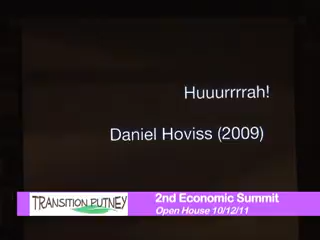 Huuurrrrah!
Daniel Hoviss (2009)
TRANSITION PUTNEY
2nd Economic Summit
Open House 10/12/11